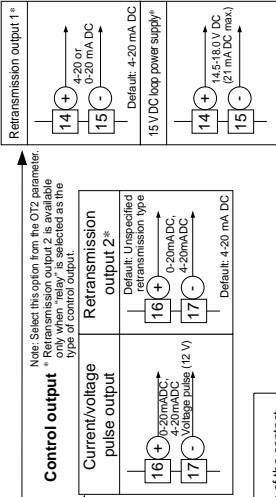 Note: Select this option from the OT2 parameter.
Control output
* Retransmission output 2 is available
only when "relay" is selected as the
type of control output.
Current/voltage
pulse output
16 +
0-20mADC,
4-20mADC
Voltage pulse (12 V)
17 -
Retransmission
output 2*
Default: Unspecified
retransmission type
16 +
0-20mADC,
4-20mADC
17 -
Default: 4-20 mA DC
Retransmission output 1*
14 +
4-20 or
0-20 mA DC
15 -
Default: 4-20 mA DC
15 V DC loop power supply*
14 +
14.5-18.0 V DC
(21 mA DC max.)
15 -
of the contact